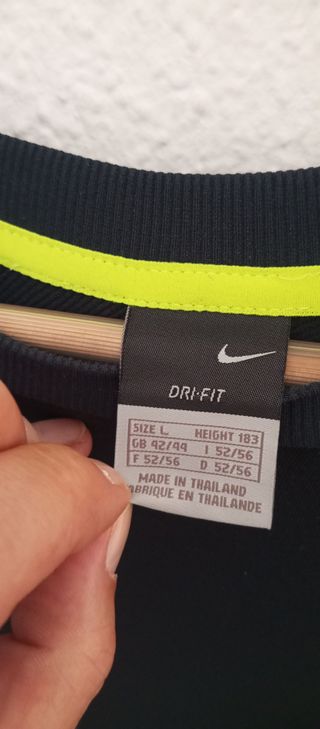 DRI-FIT
SIZE L HEIGHT 183
GB 42/44 I 52/56
F 52/56 D 52/56
MADE IN THAILAND
ABRIQUE EN THAILANDE